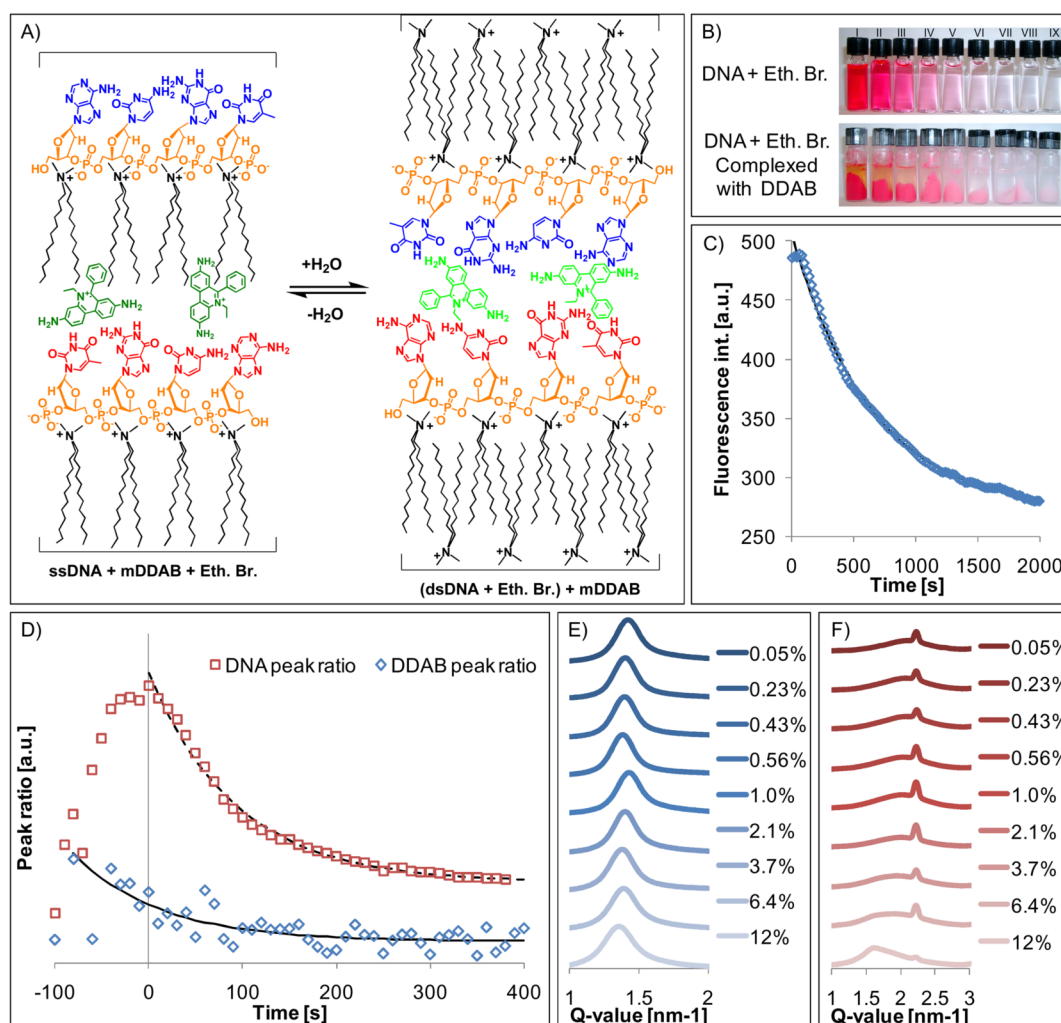 A)
+H2O
-H2O
ssDNA + mDDAB + Eth. Br.
(dsDNA + Eth. Br.) + mDDAB
B)
I II III IV V VI VII VIII IX
DNA + Eth. Br.
DNA + Eth. Br.
Complexed
with DDAB
C)
Fluorescence int. [a.u.]
500
450
400
350
300
250
0 500 1000 1500 2000
Time [s]
D)
DNA peak ratio
DDAB peak ratio
Peak ratio [a.u.]
-100 0 100 200 300 400
Time [s]
E)
0.05%
0.23%
0.43%
0.56%
1.0%
2.1%
3.7%
6.4%
12%
1 2
Q-value [nm-1]
F)
0.05%
0.23%
0.43%
0.56%
1.0%
2.1%
3.7%
6.4%
12%
1 1.5 2 2.5 3
Q-value [nm-1]